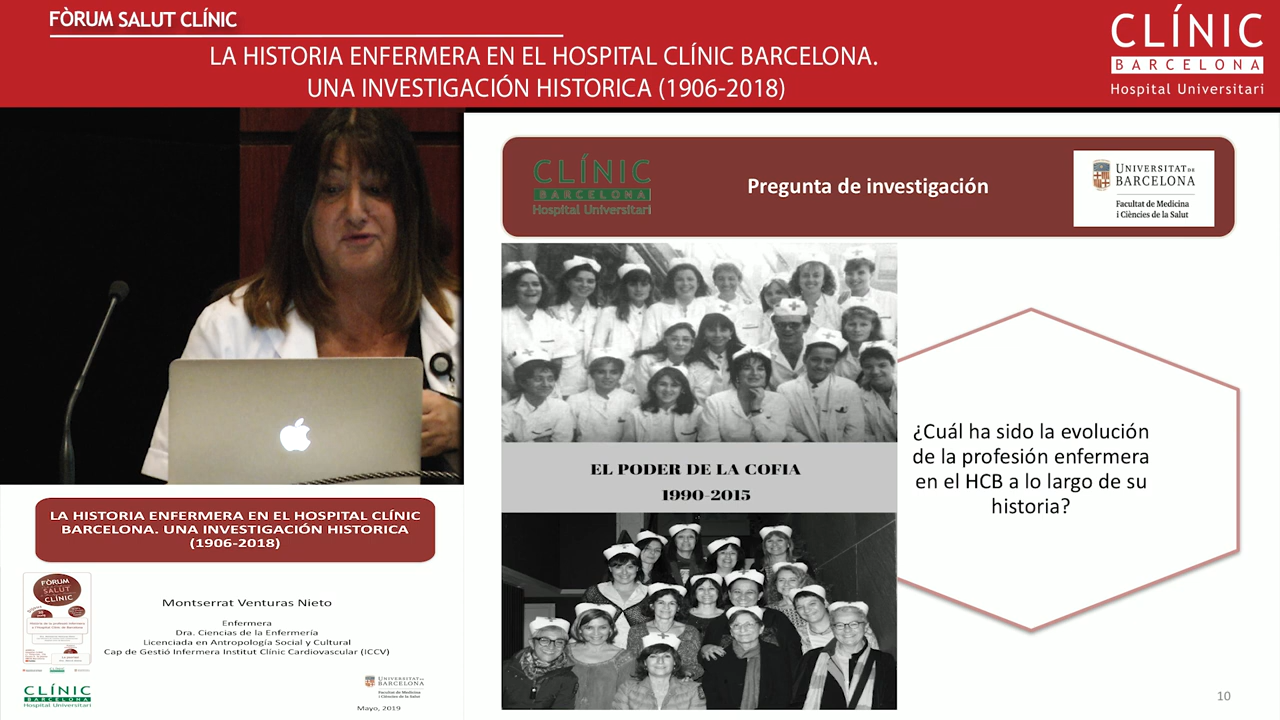 FÒRUM SALUT CLÍNIC
LA HISTORIA ENFERMERA EN EL HOSPITAL CLÍNIC BARCELONA.
UNA INVESTIGACIÓN HISTORICA (1906-2018)
CLÍNIC
BARCELONA
Hospital Universitari
CLÍNIC
BARCELONA
Hospital Universitari
Pregunta de investigación
UNIVERSITAT DE
BARCELONA
Facultat de Medicina
i Ciències de la Salut
EL PODER DE LA COFIA
1990-2015
¿Cuál ha sido la evolución
de la profesión enfermera
en el HCB a lo largo de su
historia?
10
LA HISTORIA ENFERMERA EN EL HOSPITAL CLÍNIC
BARCELONA. UNA INVESTIGACIÓN HISTORICA
(1906-2018)
FÒRUM
SALUT
CLÍNIC
Montserrat Venturas Nieto
Enfermera
Dra. Ciencias de la Enfermería
Licenciada en Antropología Social y Cultural
Cap de Gestió Infermera Institut Clínic Cardiovascular (ICCV)
CLÍNIC
BARCELONA
Hospital Universitari
UNIVERSITAT DE
BARCELONA
Facultat de Medicina
i Ciències de la Salut
Mayo, 2019